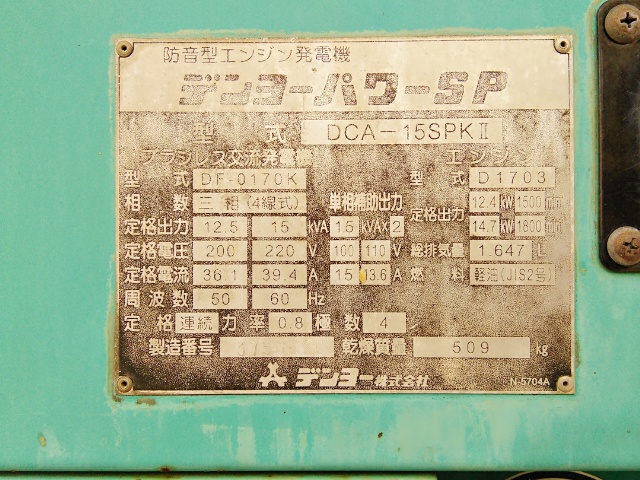 防音型エンジン発電機
デンヨーパワーSP
型式 DCA-15SPKⅡ
ブラシレス交流発電機 エンジン
型式 DF-0170K 型式 D1703
相数 三相(4線式) 単相補助出力 12.4 kW 1500 min
定格出力 12.5 15 kVA 1.5 kVA× 2 定格出力 14.7 kW 1800 min
定格電圧 200 220 V 100 110 V 総排気量 1.647 L
定格電流 36.1 39.4 A 15 13.6 A 燃料 軽油(JIS2号)
周波数 50 60 Hz
定格 連続 力率 0.8 極数 4
製造番号 乾燥質量 509 kg
デンヨー株式会社 N-5704A